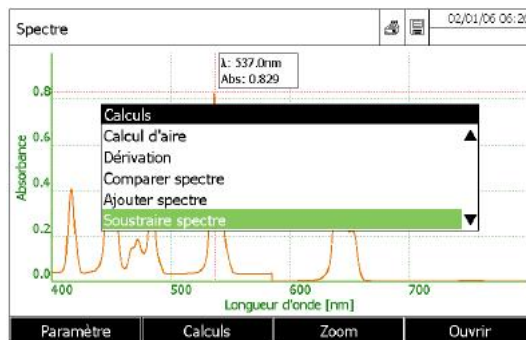 Spectre
02/01/06 06:20
λ: 537.0nm
Abs: 0.829
0.8
0.6
0.4
0.2
0.0
Absorbance
Calculs
Calcul d'aire
Dérivation
Comparer spectre
Ajouter spectre
Soustraire spectre
400 500 600 700
Longueur d'onde [nm]
Paramètre Calculs Zoom Ouvrir